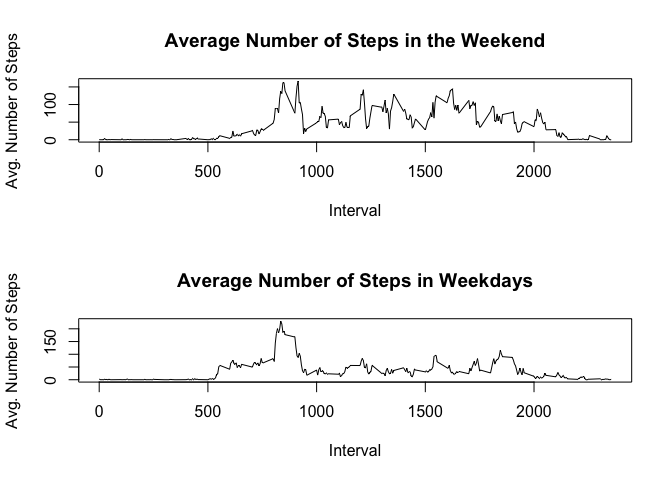 Average Number of Steps in the Weekend
Avg. Number of Steps
100
0
0 500 1000 1500 2000
Interval
Average Number of Steps in Weekdays
Avg. Number of Steps
150
0
0 500 1000 1500 2000
Interval